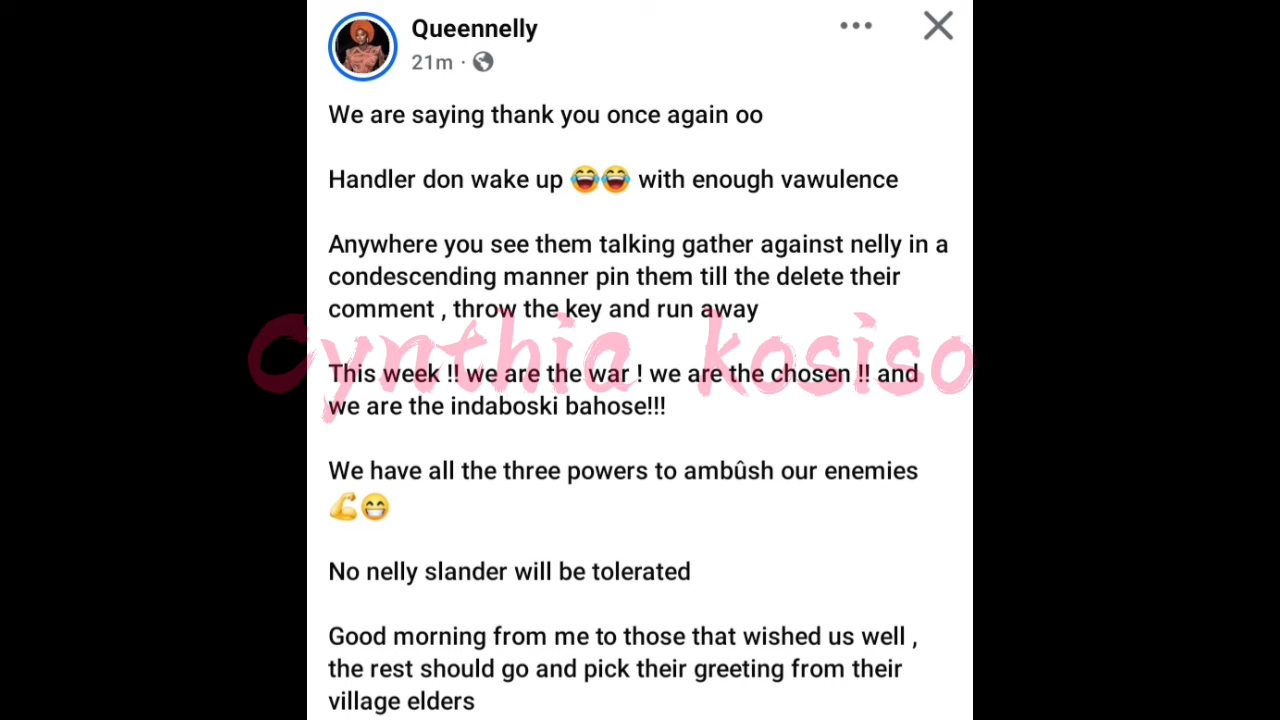 Queennelly
21m ·
We are saying thank you once again oo
Handler don wake up 😂😂 with enough vawulence
Anywhere you see them talking gather against nelly in a
condescending manner pin them till the delete their
comment , throw the key and run away
Cynthia kosiso
This week !! we are the war ! we are the chosen !! and
we are the indaboski bahose!!!
We have all the three powers to ambûsh our enemies
💪😁
No nelly slander will be tolerated
Good morning from me to those that wished us well ,
the rest should go and pick their greeting from their
village elders